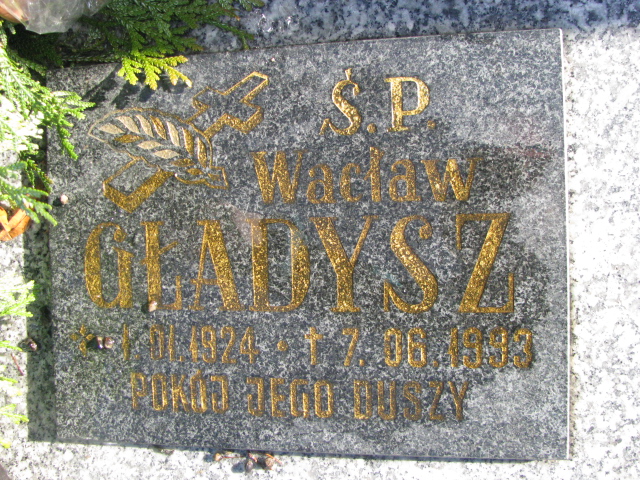 Ś.P.
Wacław
GŁADYSZ
* 1.01.1924 • † 7.06.1993
POKÓJ JEGO DUSZY